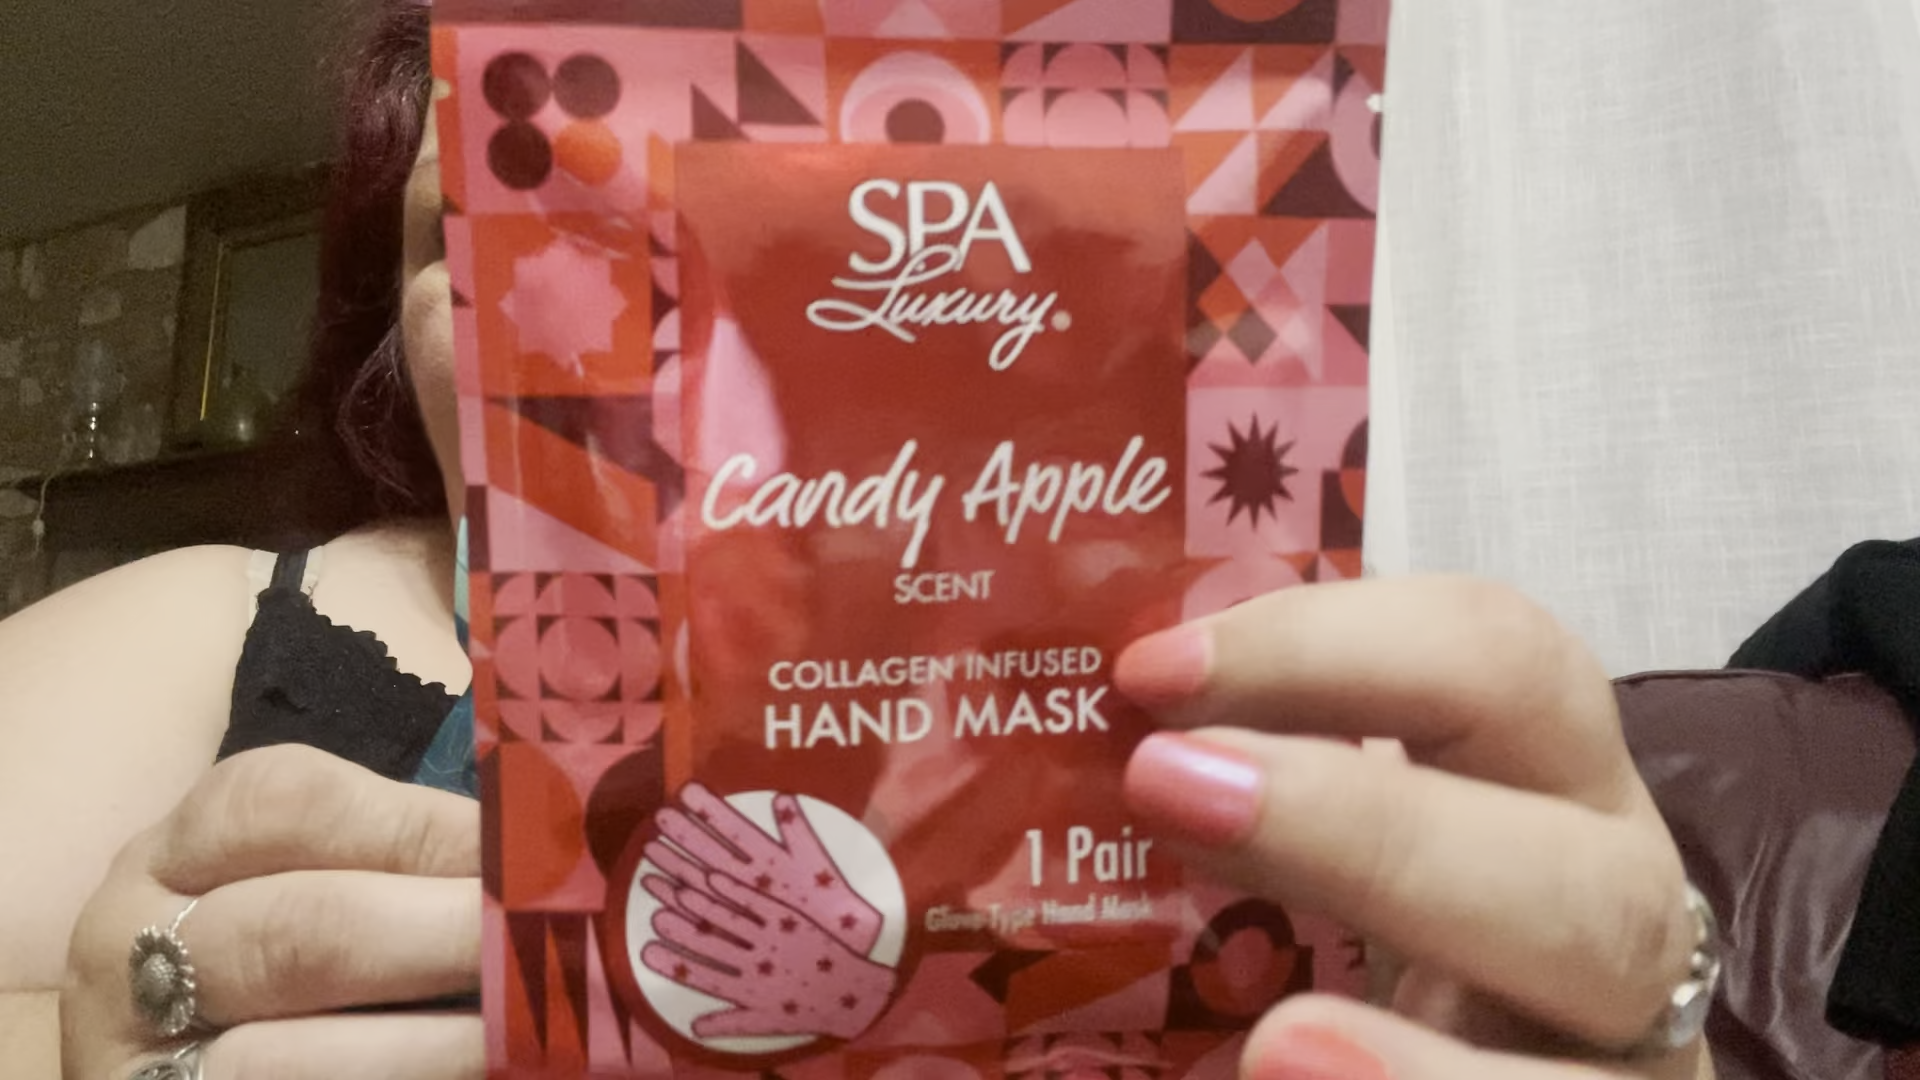 SPA
Luxury
Candy Apple
SCENT
COLLAGEN INFUSED
HAND MASK
1 Pair
Glove Type Hand Mask